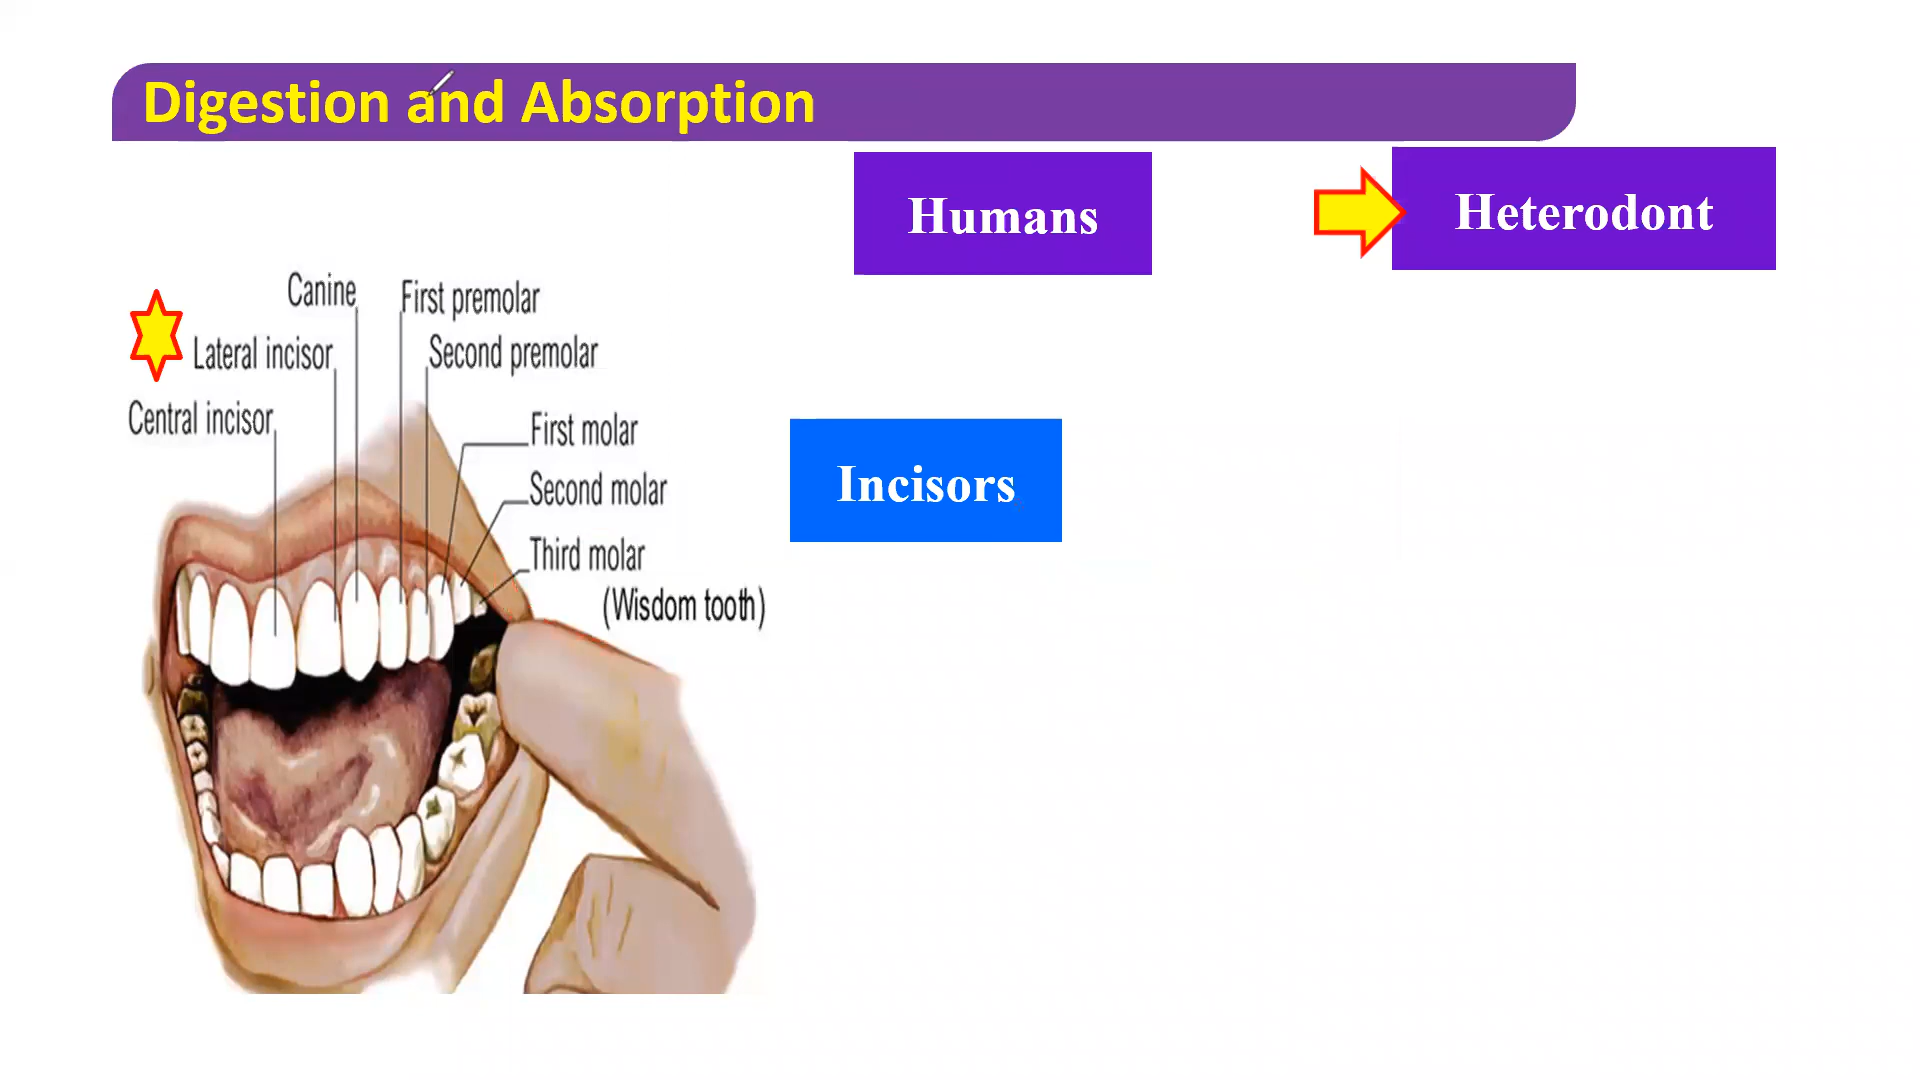 Digestion and Absorption
Humans
Heterodont
Canine
First premolar
Lateral incisor
Second premolar
Central incisor
First molar
Second molar
Third molar
(Wisdom tooth)
Incisors